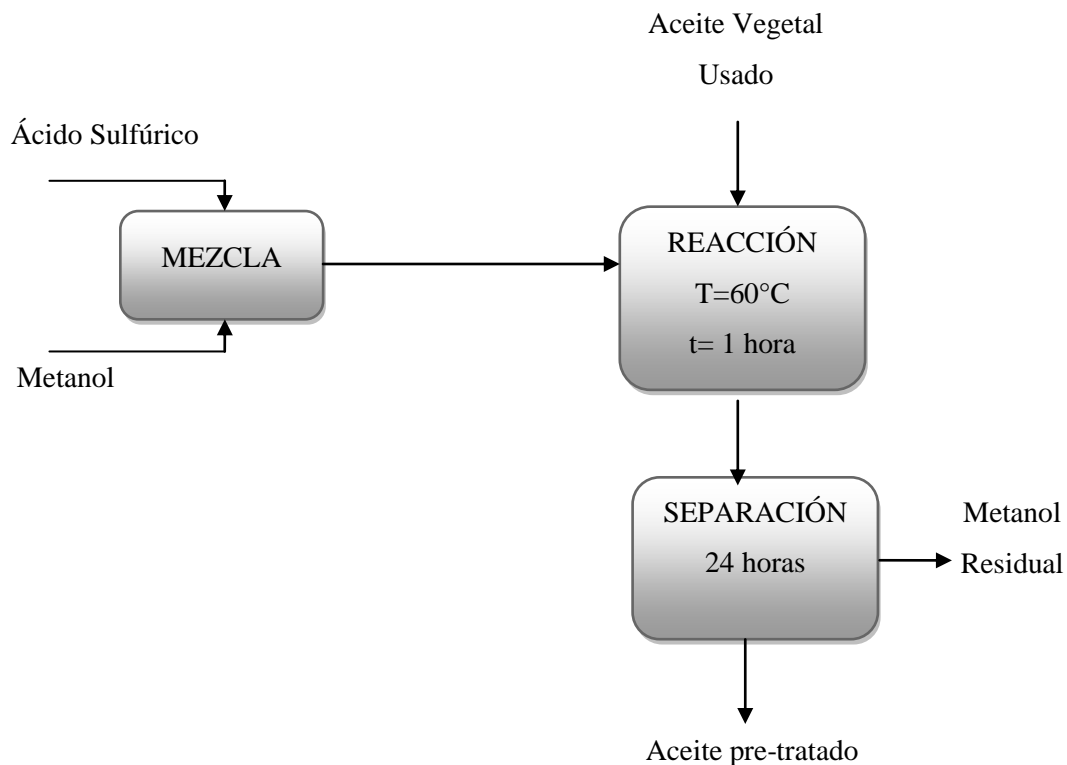 Aceite Vegetal
Usado
Ácido Sulfúrico
MEZCLA
Metanol
REACCIÓN
T=60°C
t= 1 hora
SEPARACIÓN
24 horas
Metanol
Residual
Aceite pre-tratado